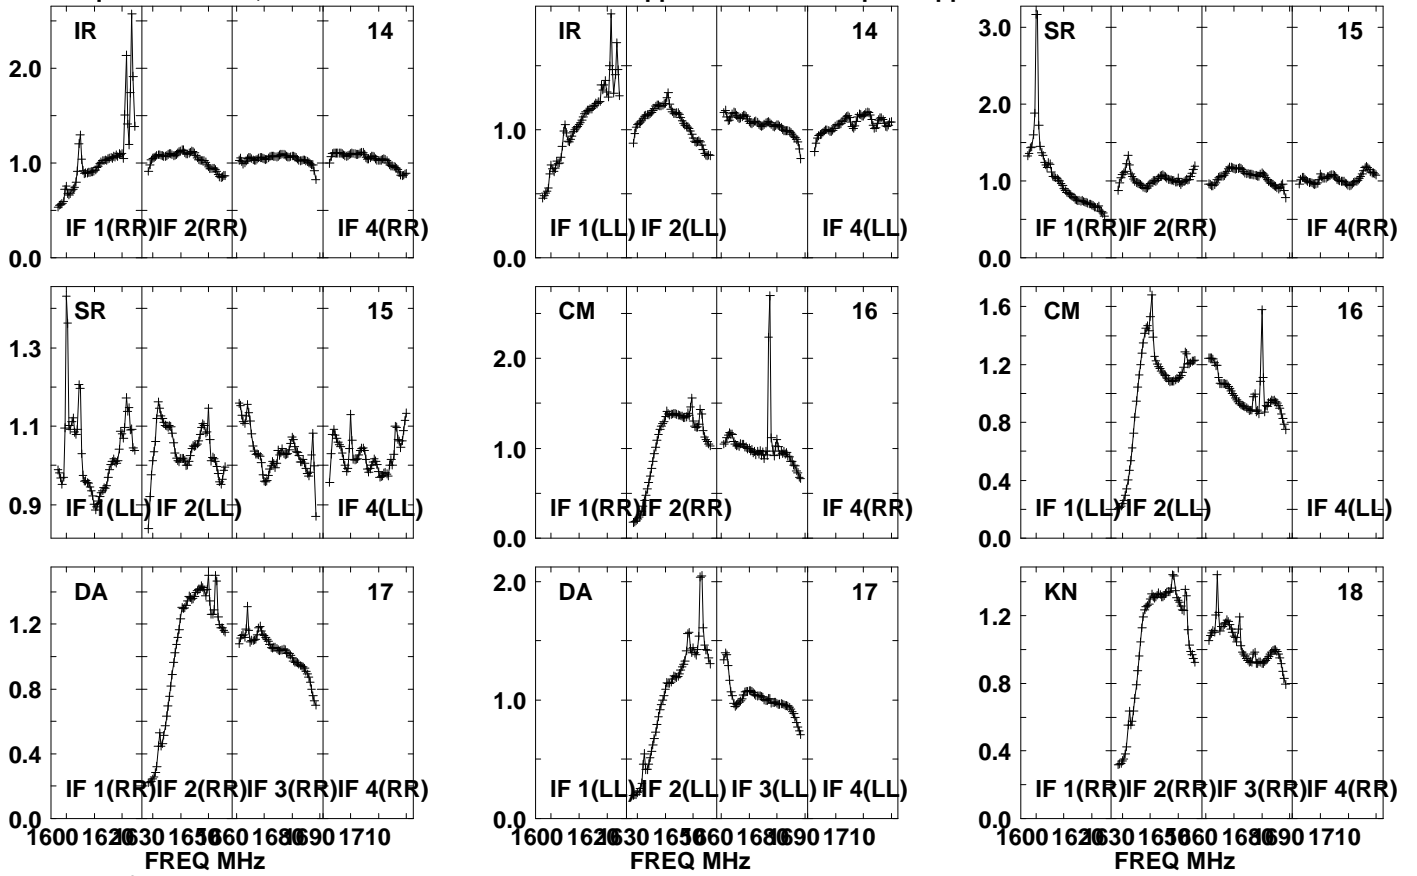 IR 14 IR 14 SR 15
2.0 3.0
1.0 1.0 2.0
1.0
IF 1(RR) IF 2(RR) IF 4(RR) IF 1(LL) IF 2(LL) IF 4(LL) IF 1(RR) IF 2(RR) IF 4(RR)
0.0 0.0 0.0
SR 15 CM 16 CM 16
1.3 2.0 1.6
1.2
1.1 1.0 0.8
0.9 0.4
IF 1(LL) IF 2(LL) IF 4(LL) IF 1(RR) IF 2(RR) IF 4(RR) IF 1(LL) IF 2(LL) IF 4(LL)
0.0 0.0
DA 17 DA 17 KN 18
1.2 2.0 1.2
0.8 1.0 0.8
0.4 0.4
IF 1(RR) IF 2(RR) IF 3(RR) IF 4(RR) IF 1(LL) IF 2(LL) IF 3(LL) IF 4(LL) IF 1(RR) IF 2(RR) IF 3(RR) IF 4(RR)
0.0 0.0 0.0
1600 1620 1630 1650 1660 1680 1690 1710 1600 1620 1630 1650 1660 1680 1690 1710 1600 1620 1630 1650 1660 1680 1690 1710
FREQ MHz FREQ MHz FREQ MHz